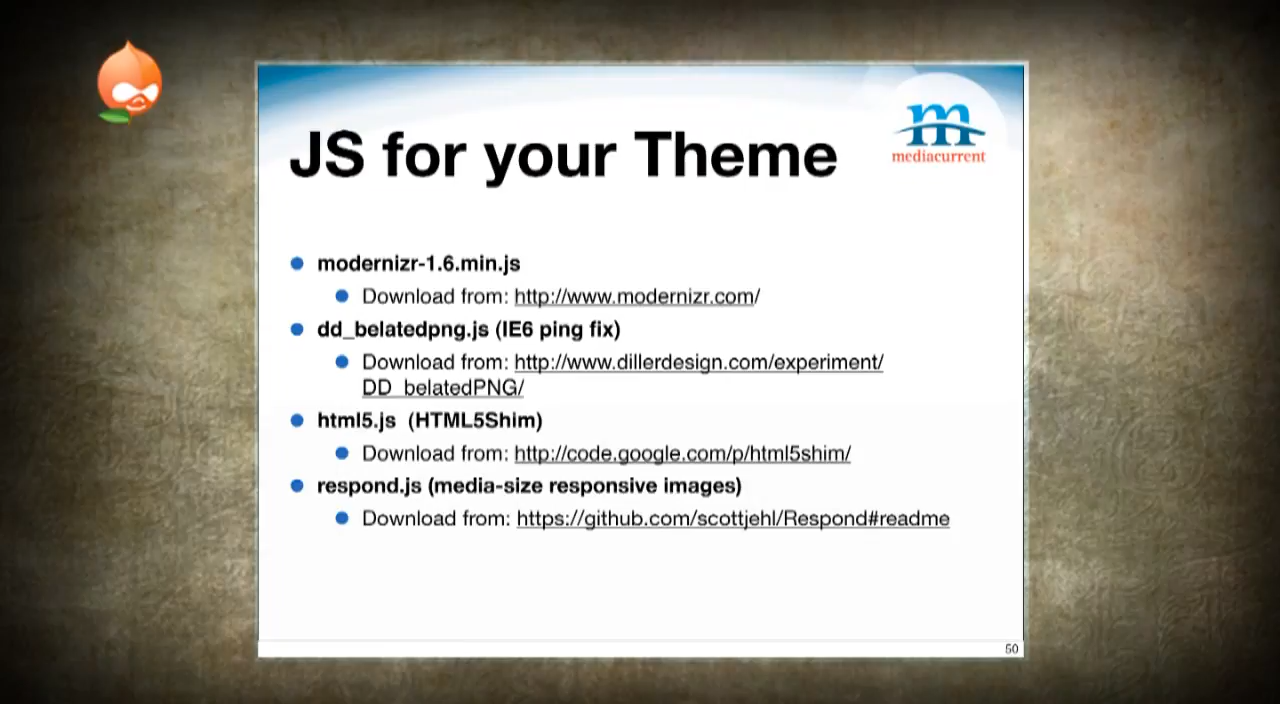 m
mediacurrent
JS for your Theme
modernizr-1.6.min.js
Download from: http://www.modernizr.com/
dd_belatedpng.js (IE6 ping fix)
Download from: http://www.dillerdesign.com/experiment/
DD_belatedPNG/
html5.js (HTML5Shim)
Download from: http://code.google.com/p/html5shim/
respond.js (media-size responsive images)
Download from: https://github.com/scottjehl/Respond#readme
50